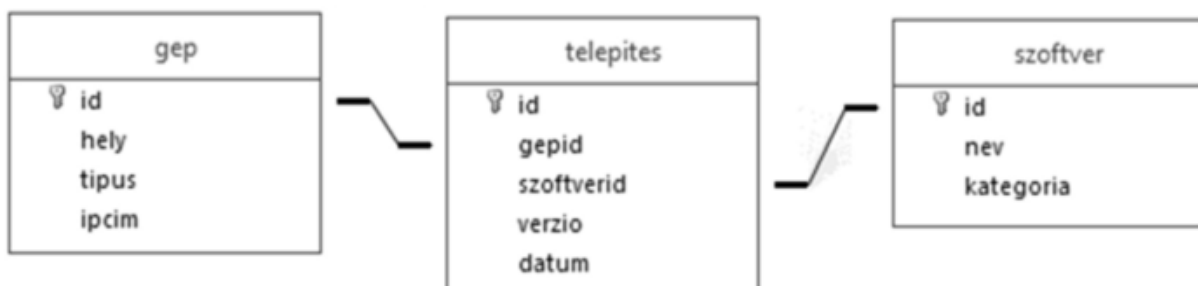 gep
id
hely
tipus
ipcim
telepites
id
gepid
szoftverid
verzio
datum
szoftver
id
nev
kategoria